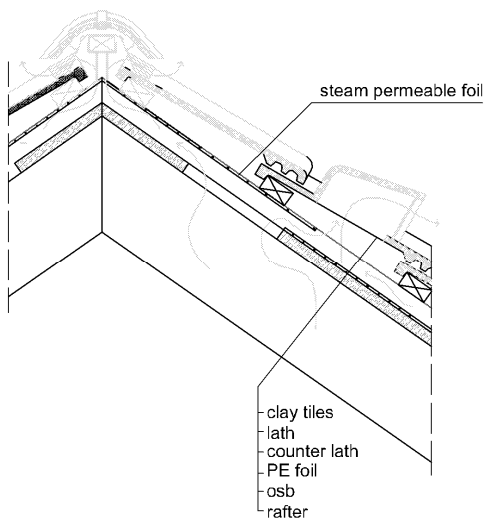 steam permeable foil
clay tiles
lath
counter lath
PE foil
osb
rafter